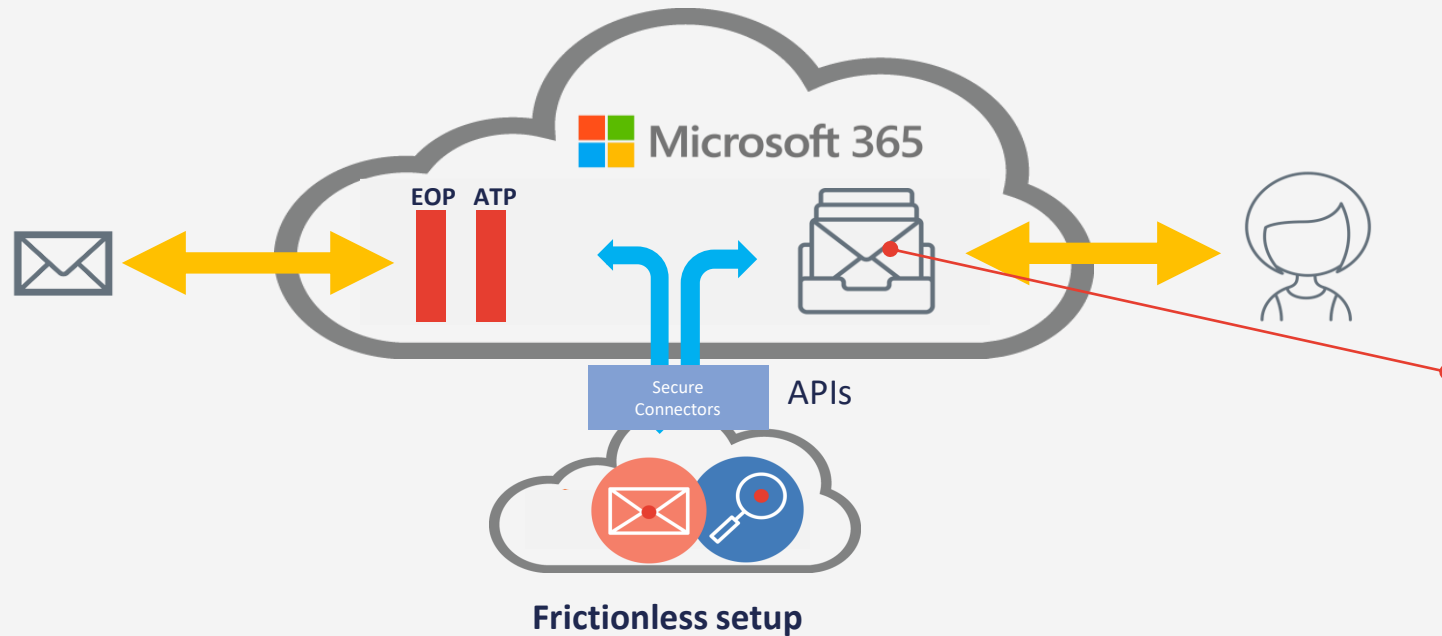 Microsoft 365
EOP ATP
Secure
Connectors
APIs
Frictionless setup